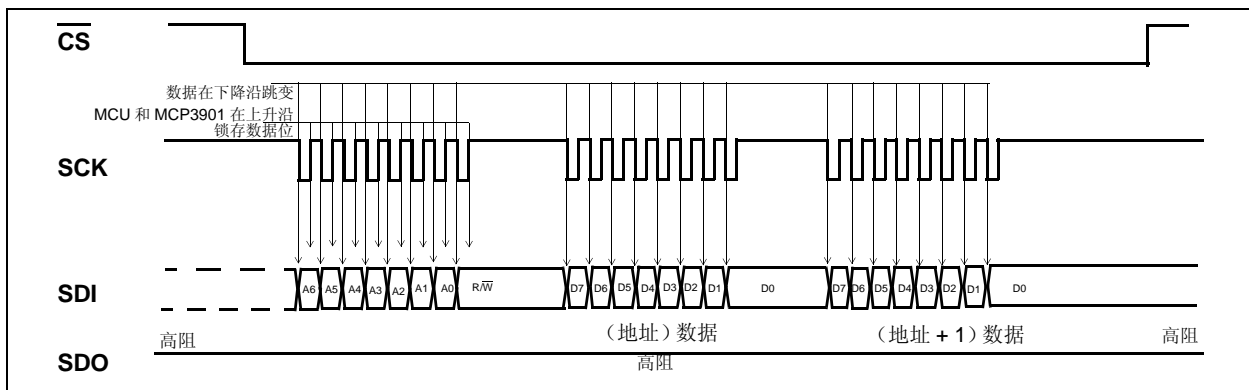 CS
数据在下降沿跳变
MCU 和 MCP3901 在上升沿
锁存数据位
SCK
SDI
A6 A5 A4 A3 A2 A1 A0 R/W D7 D6 D5 D4 D3 D2 D1 D0 D7 D6 D5 D4 D3 D2 D1 D0
（地址）数据 （地址 + 1）数据
高阻 高阻
SDO
高阻